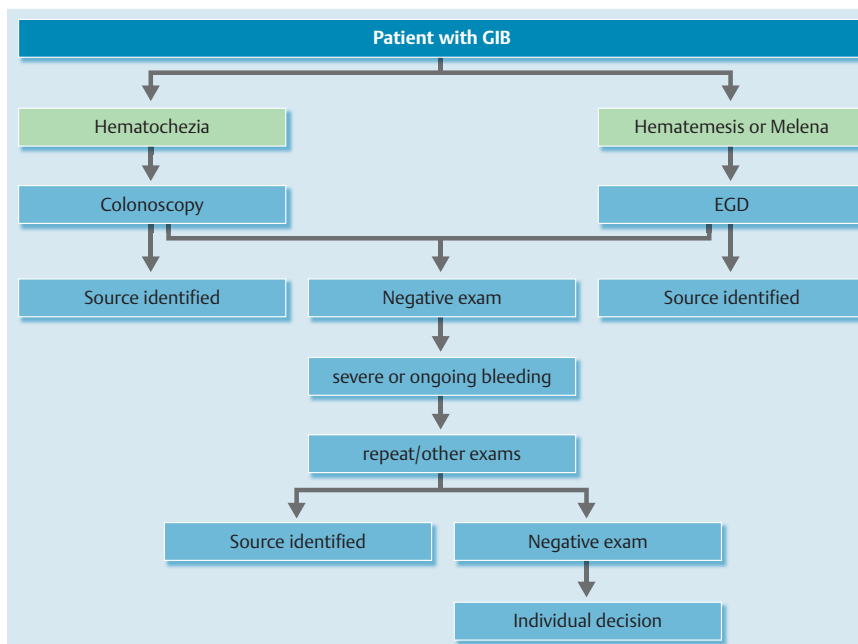 Patient with GIB
Hematochezia
Hematemesis or Melena
Colonoscopy
EGD
Source identified
Negative exam
Source identified
severe or ongoing bleeding
repeat/other exams
Source identified
Negative exam
Individual decision